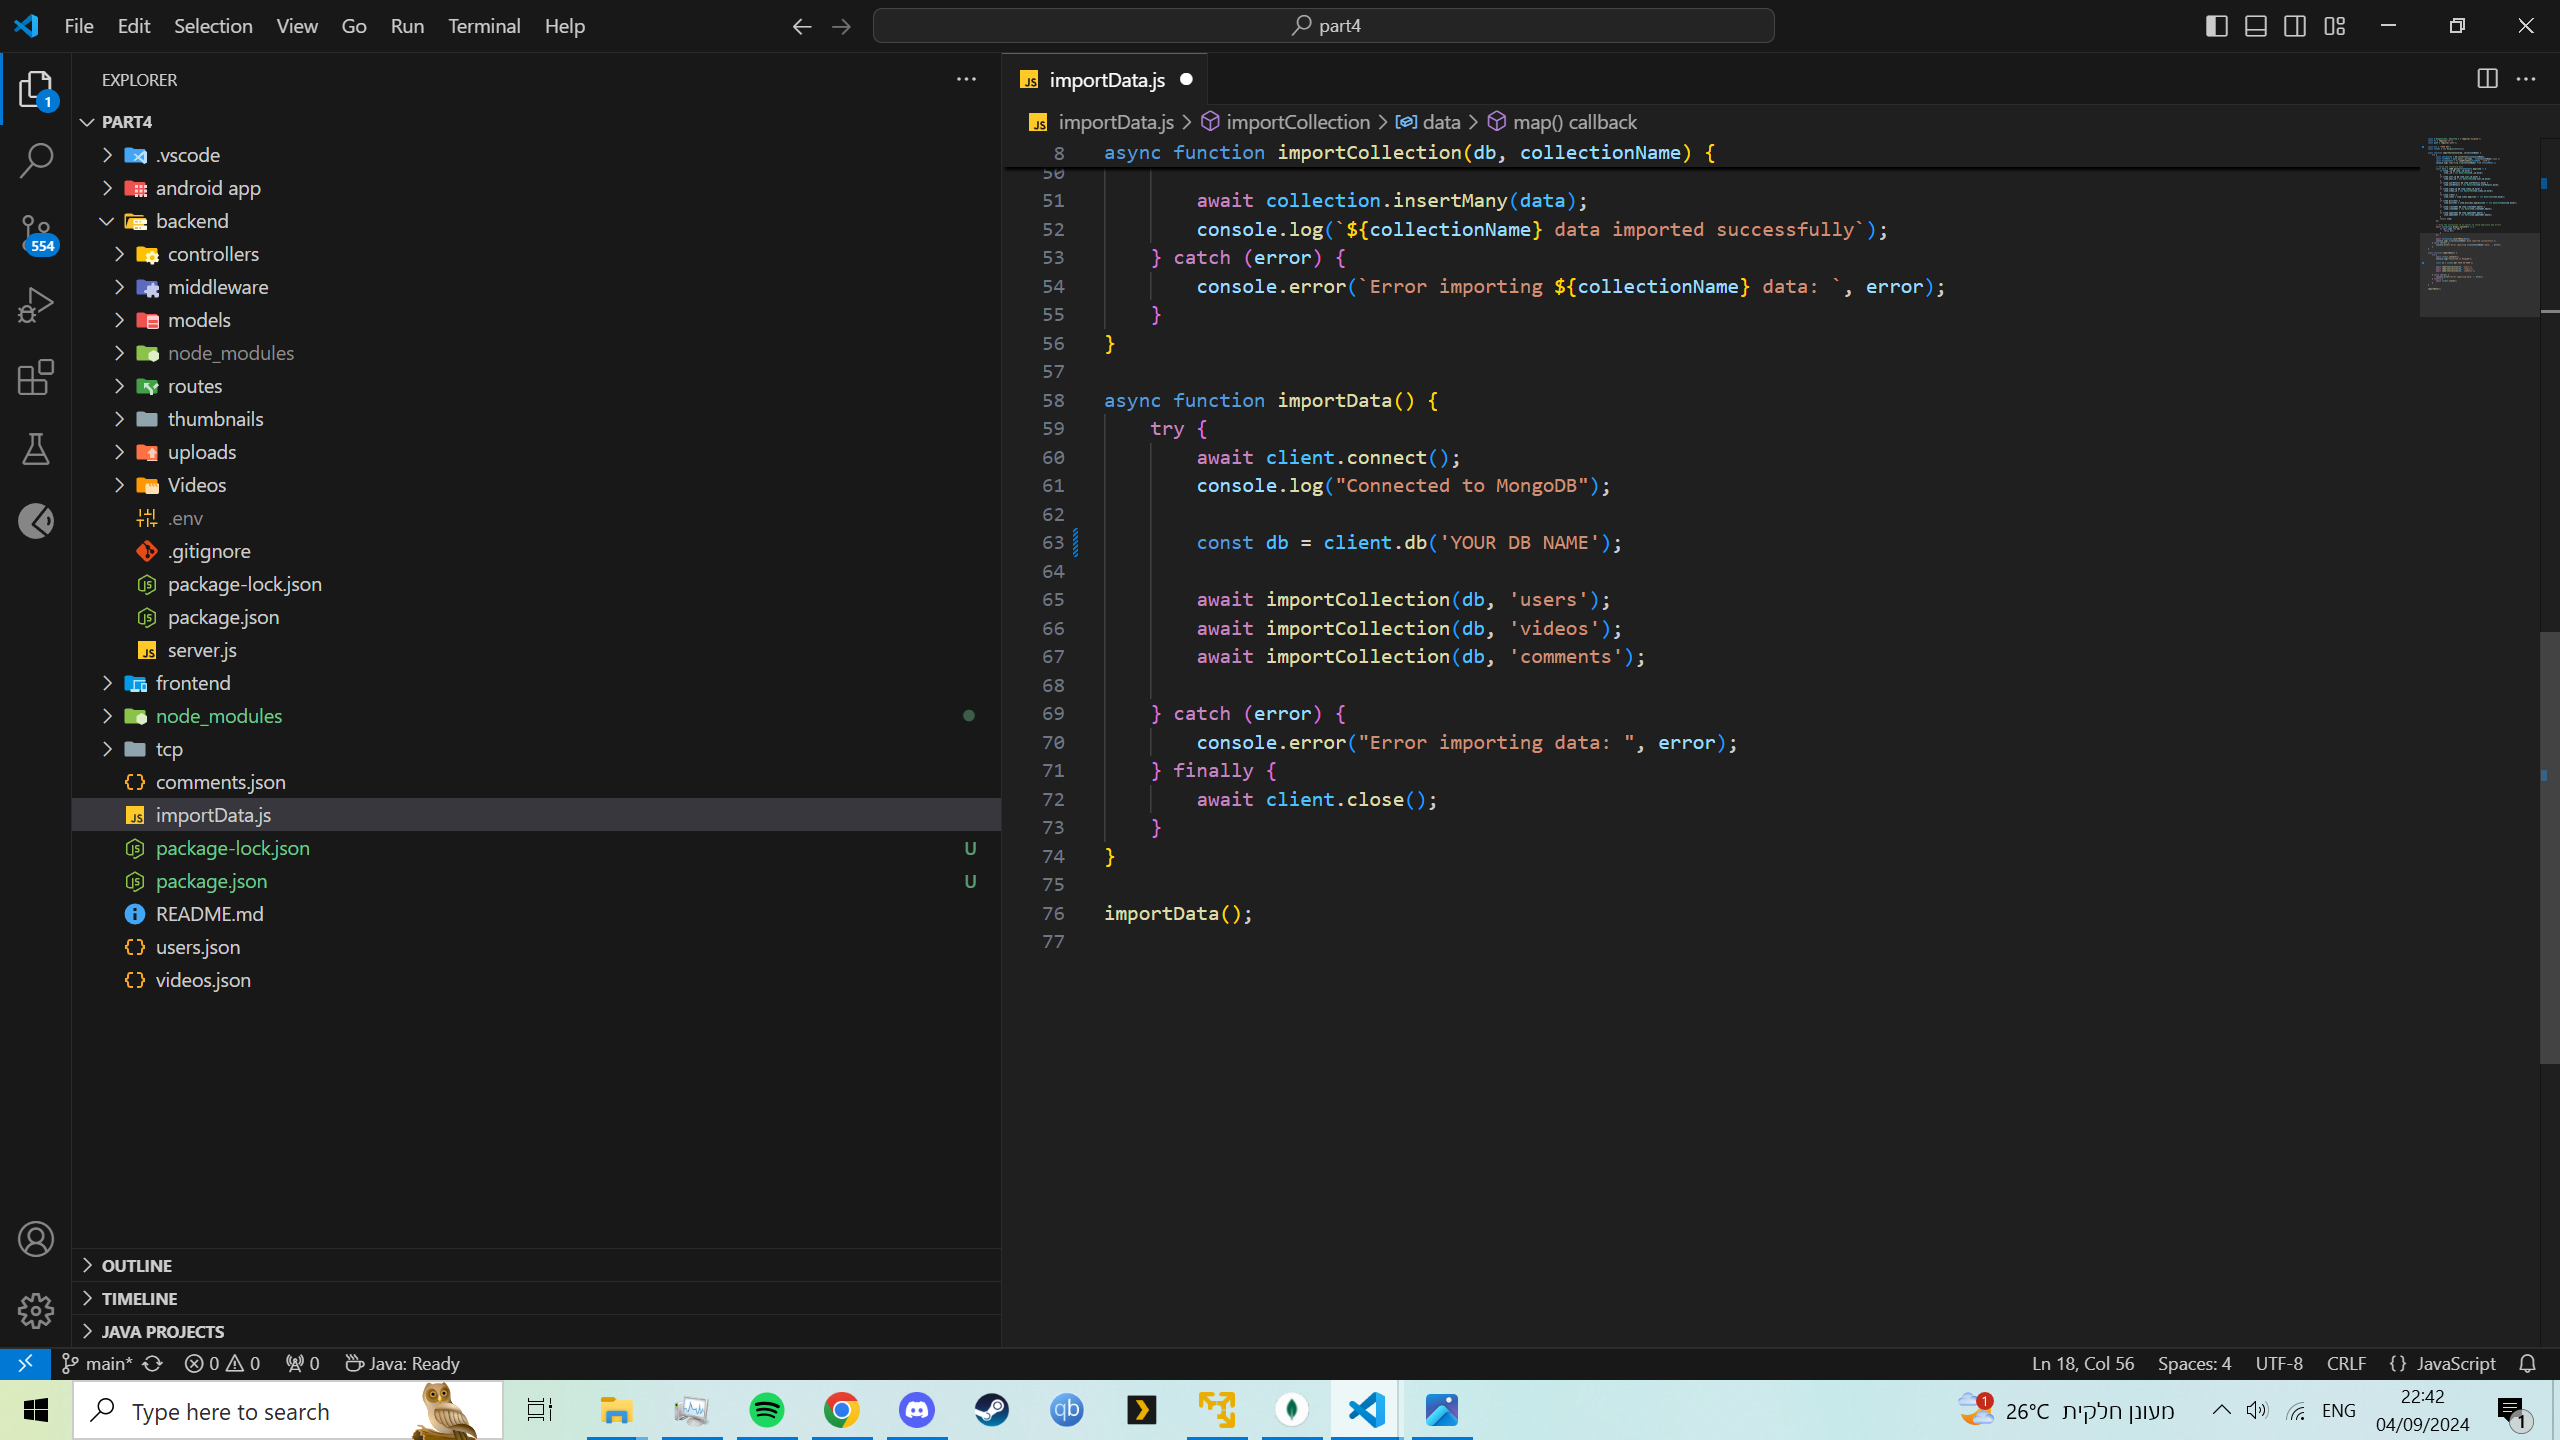 File Edit Selection View Go Run Terminal Help
part4
EXPLORER
PART4
.vscode
android app
backend
controllers
middleware
models
node_modules
routes
thumbnails
uploads
Videos
.env
.gitignore
package-lock.json
package.json
server.js
frontend
node_modules
tcp
comments.json
importData.js
package-lock.json U
package.json U
README.md
users.json
videos.json
OUTLINE
TIMELINE
JAVA PROJECTS
1
554
importData.js
importData.js > importCollection > data > map() callback
8 async function importCollection(db, collectionName) {
50
51 await collection.insertMany(data);
52 console.log(`${collectionName} data imported successfully`);
53 } catch (error) {
54 console.error(`Error importing ${collectionName} data: `, error);
55 }
56 }
57
58 async function importData() {
59 try {
60 await client.connect();
61 console.log("Connected to MongoDB");
62
63 const db = client.db('YOUR DB NAME');
64
65 await importCollection(db, 'users');
66 await importCollection(db, 'videos');
67 await importCollection(db, 'comments');
68
69 } catch (error) {
70 console.error("Error importing data: ", error);
71 } finally {
72 await client.close();
73 }
74 }
75
76 importData();
77
main* 0 0 0 Java: Ready
Ln 18, Col 56 Spaces: 4 UTF-8 CRLF {} JavaScript
Type here to search
qb
1
26°C מעונן חלקית
ENG
22:42
04/09/2024
1